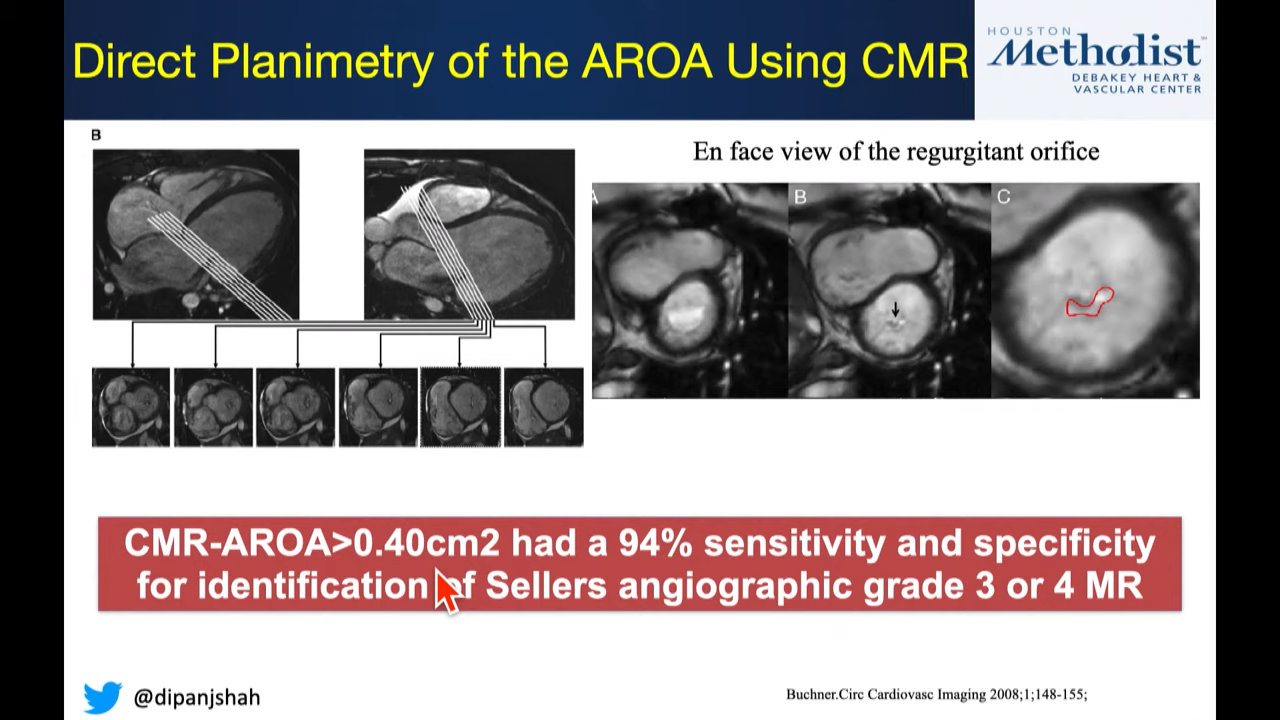 Direct Planimetry of the AROA Using CMR
HOUSTON
Methodist
DEBAKEY HEART &
VASCULAR CENTER
B
En face view of the regurgitant orifice
A
B
C
CMR-AROA>0.40cm2 had a 94% sensitivity and specificity
for identification of Sellers angiographic grade 3 or 4 MR
@dipanjshah
Buchner.Circ Cardiovasc Imaging 2008;1;148-155;